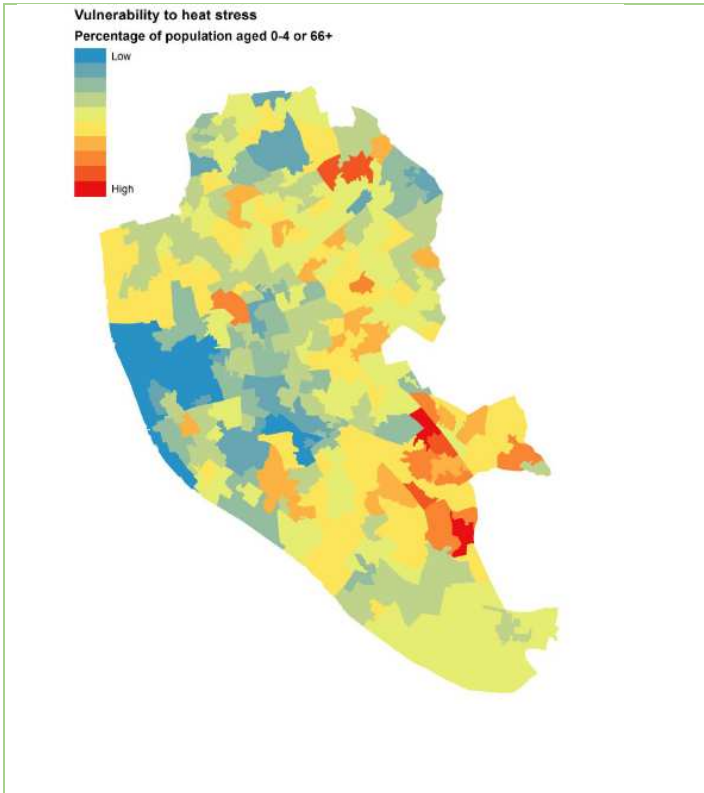 Vulnerability to heat stress
Percentage of population aged 0-4 or 66+
Low
High